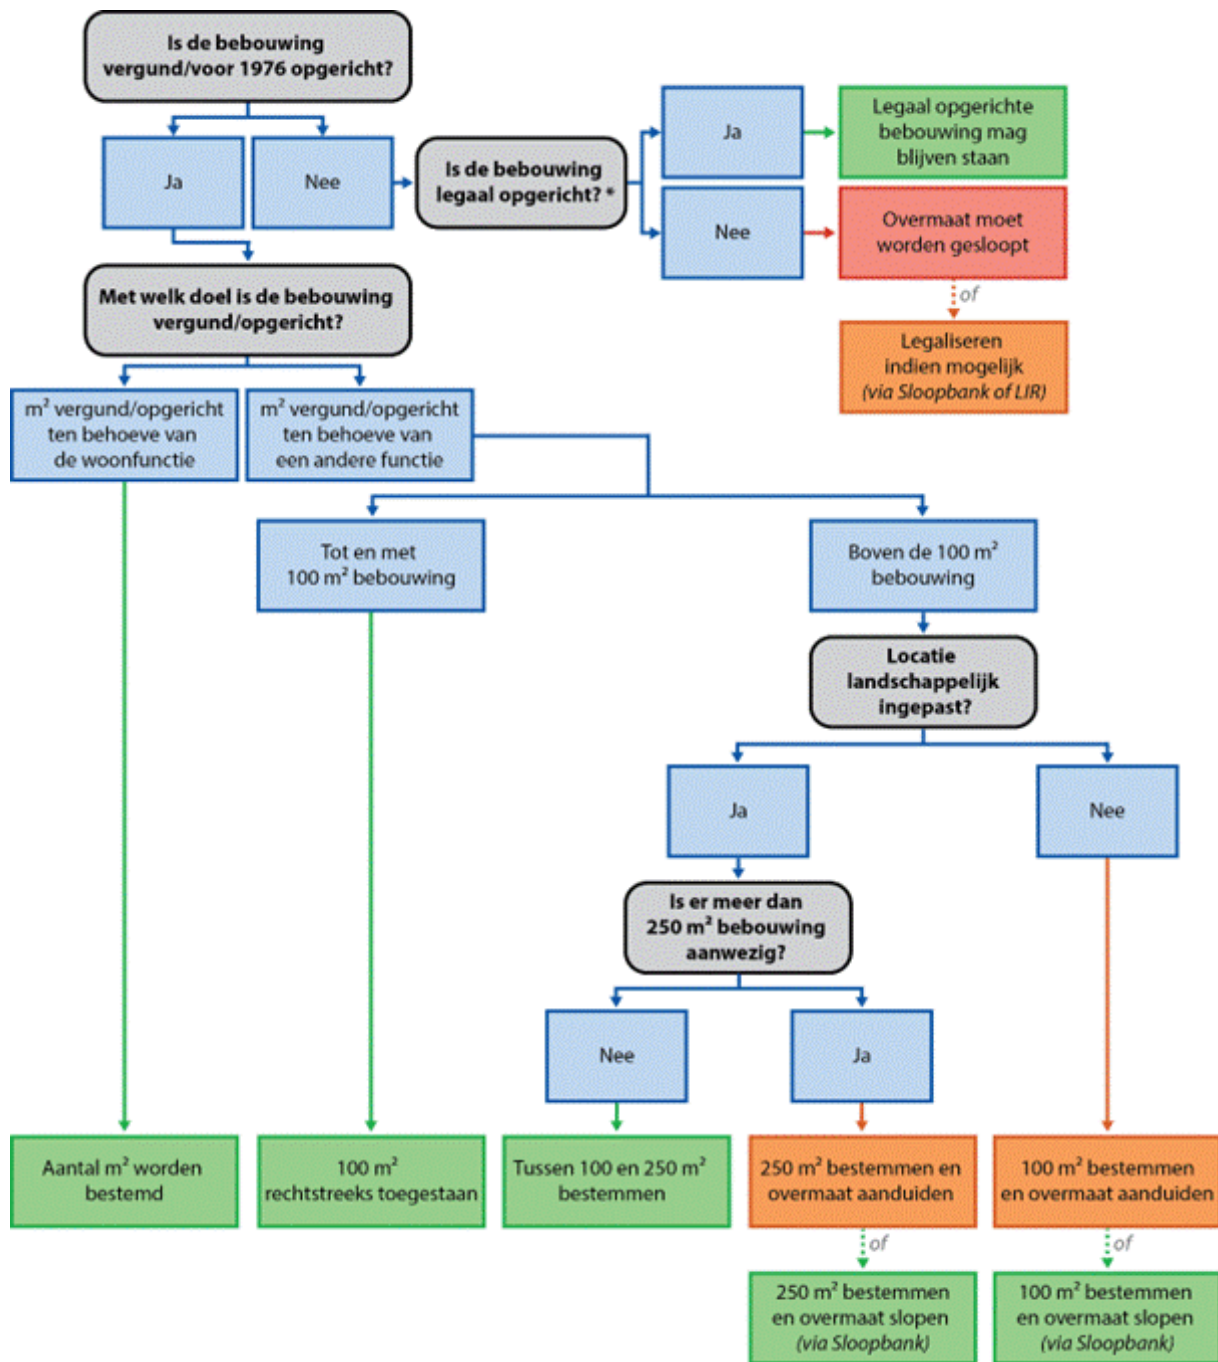 Is de bebouwing
vergund/voor 1976 opgericht?
Ja
Nee
Is de bebouwing
legaal opgericht? *
Ja
Legaal opgerichte
bebouwing mag
blijven staan
Nee
Overmaat moet
worden gesloopt
of
Legaliseren
indien mogelijk
(via Sloopbank of LIR)
Met welk doel is de bebouwing
vergund/opgericht?
m² vergund/opgericht
ten behoeve van
de woonfunctie
m² vergund/opgericht
ten behoeve van
een andere functie
Tot en met
100 m² bebouwing
Boven de 100 m²
bebouwing
Locatie
landschappelijk
ingepast?
Ja
Nee
Is er meer dan
250 m² bebouwing
aanwezig?
Nee
Ja
Aantal m² worden
bestemd
100 m²
rechtstreeks toegestaan
Tussen 100 en 250 m²
bestemmen
250 m² bestemmen en
overmaat aanduiden
100 m² bestemmen
en overmaat aanduiden
of
of
250 m² bestemmen
en overmaat slopen
(via Sloopbank)
100 m² bestemmen
en overmaat slopen
(via Sloopbank)